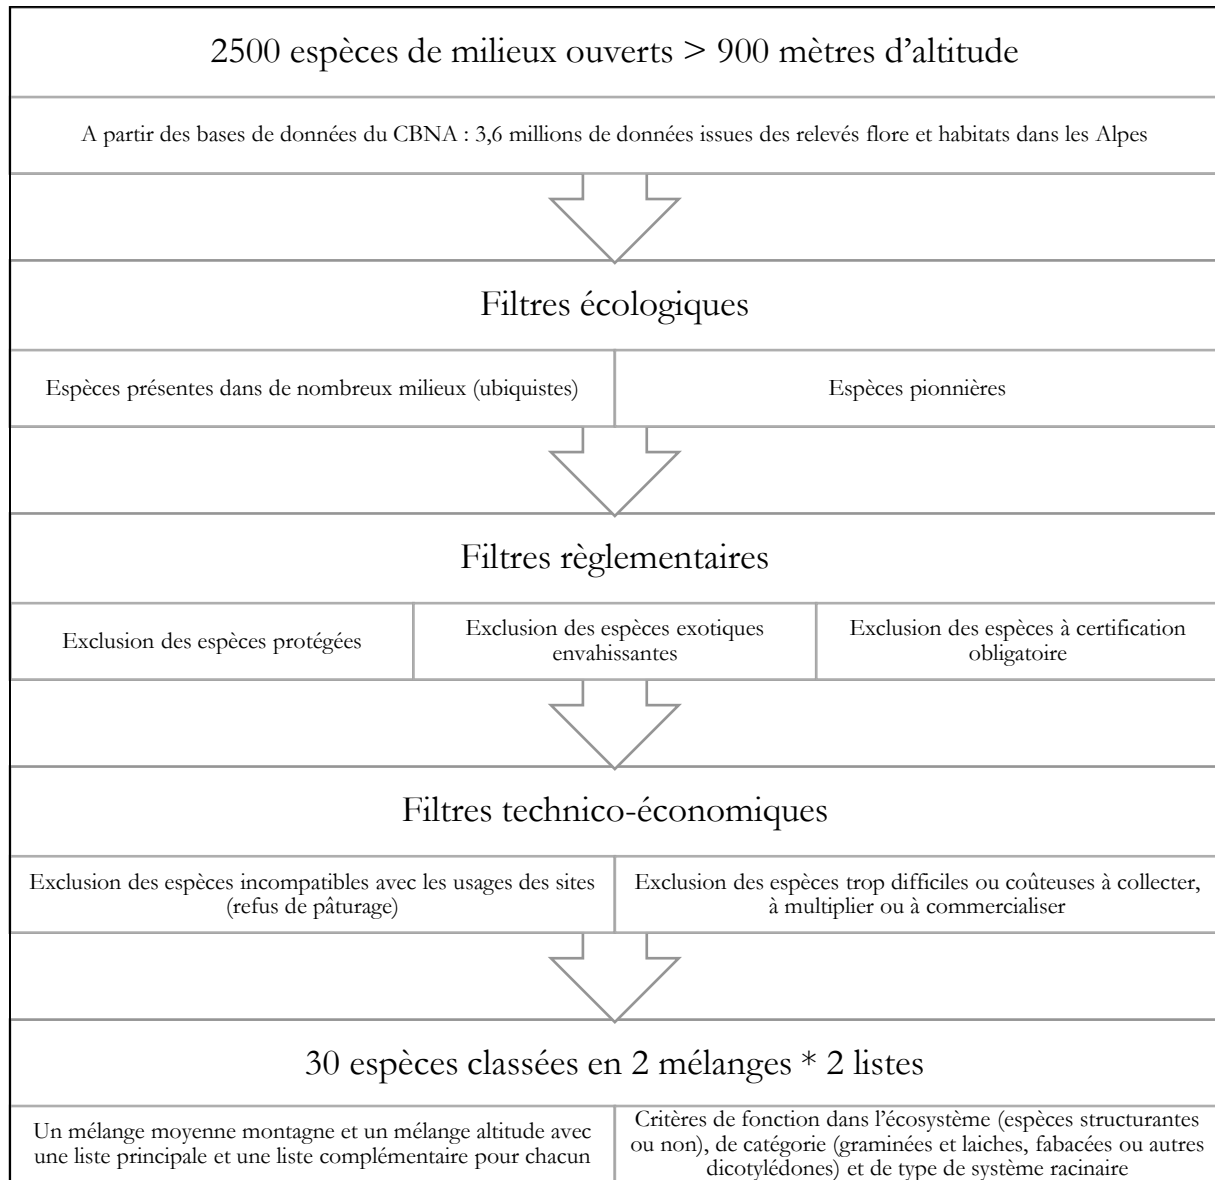 2500 espèces de milieux ouverts > 900 mètres d’altitude
A partir des bases de données du CBNA : 3,6 millions de données issues des relevés flore et habitats dans les Alpes
Filtres écologiques
Espèces présentes dans de nombreux milieux (ubiquistes)
Espèces pionnières
Filtres règlementaires
Exclusion des espèces protégées
Exclusion des espèces exotiques
envahissantes
Exclusion des espèces à certification
obligatoire
Filtres technico-économiques
Exclusion des espèces incompatibles avec les usages des sites
(refus de pâturage)
Exclusion des espèces trop difficiles ou coûteuses à collecter,
à multiplier ou à commercialiser
30 espèces classées en 2 mélanges * 2 listes
Un mélange moyenne montagne et un mélange altitude avec
une liste principale et une liste complémentaire pour chacun
Critères de fonction dans l’écosystème (espèces structurantes
ou non), de catégorie (graminées et laiches, fabacées ou autres
dicotylédones) et de type de système racinaire